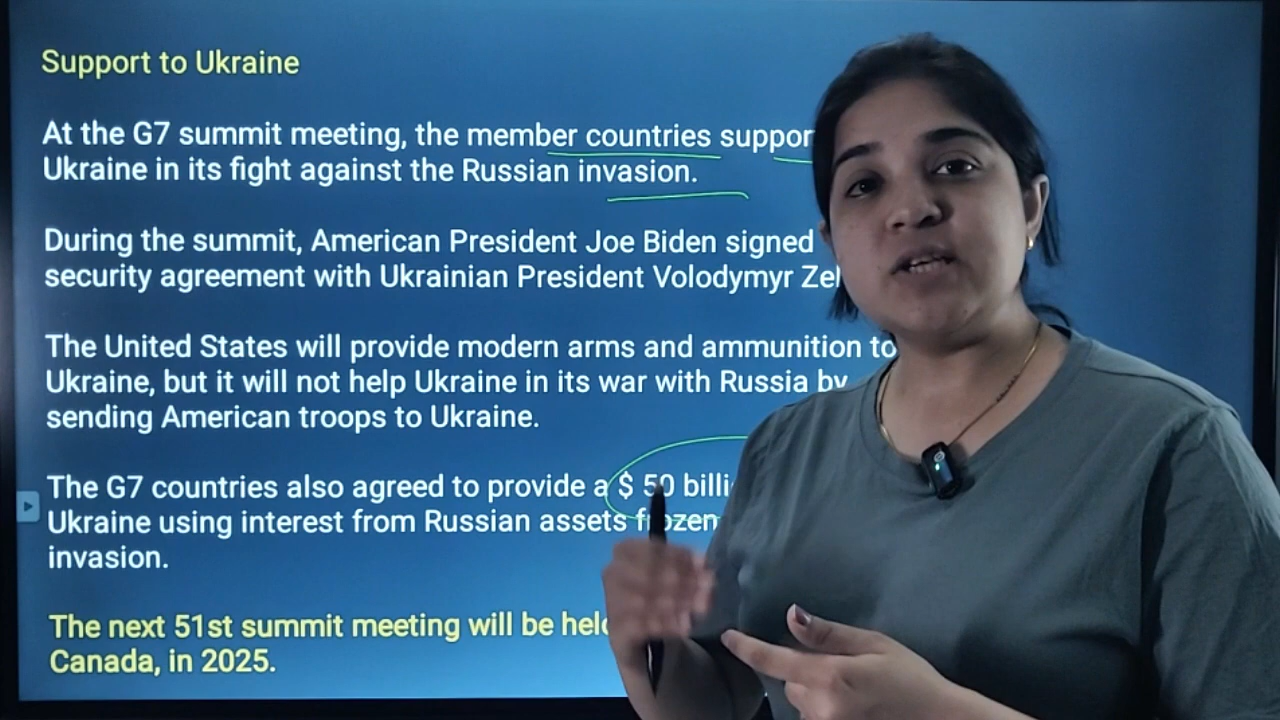 Support to Ukraine
At the G7 summit meeting, the member countries
Ukraine in its fight against the Russian invasion.
During the summit, American President Joe Biden signed
security agreement with Ukrainian President Volodymyr
The United States will provide modern arms and ammunition to
Ukraine, but it will not help Ukraine in its war with Russia by
sending American troops to Ukraine.
The G7 countries also agreed to provide a $ 50
Ukraine using interest from Russian assets frozen
invasion.
The next 51st summit meeting will be
Canada, in 2025.